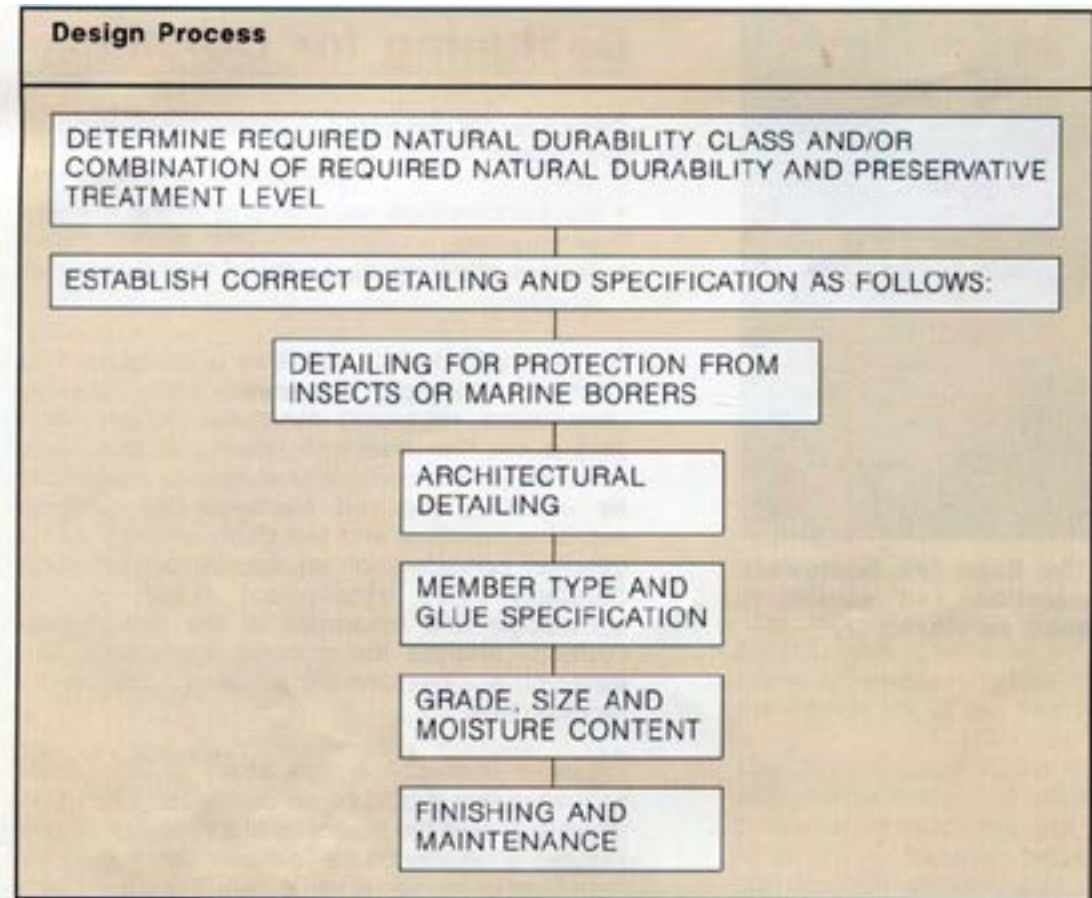 Design Process
DETERMINE REQUIRED NATURAL DURABILITY CLASS AND/OR
COMBINATION OF REQUIRED NATURAL DURABILITY AND PRESERVATIVE
TREATMENT LEVEL
ESTABLISH CORRECT DETAILING AND SPECIFICATION AS FOLLOWS:
DETAILING FOR PROTECTION FROM
INSECTS OR MARINE BORERS
ARCHITECTURAL
DETAILING
MEMBER TYPE AND
GLUE SPECIFICATION
GRADE, SIZE AND
MOISTURE CONTENT
FINISHING AND
MAINTENANCE